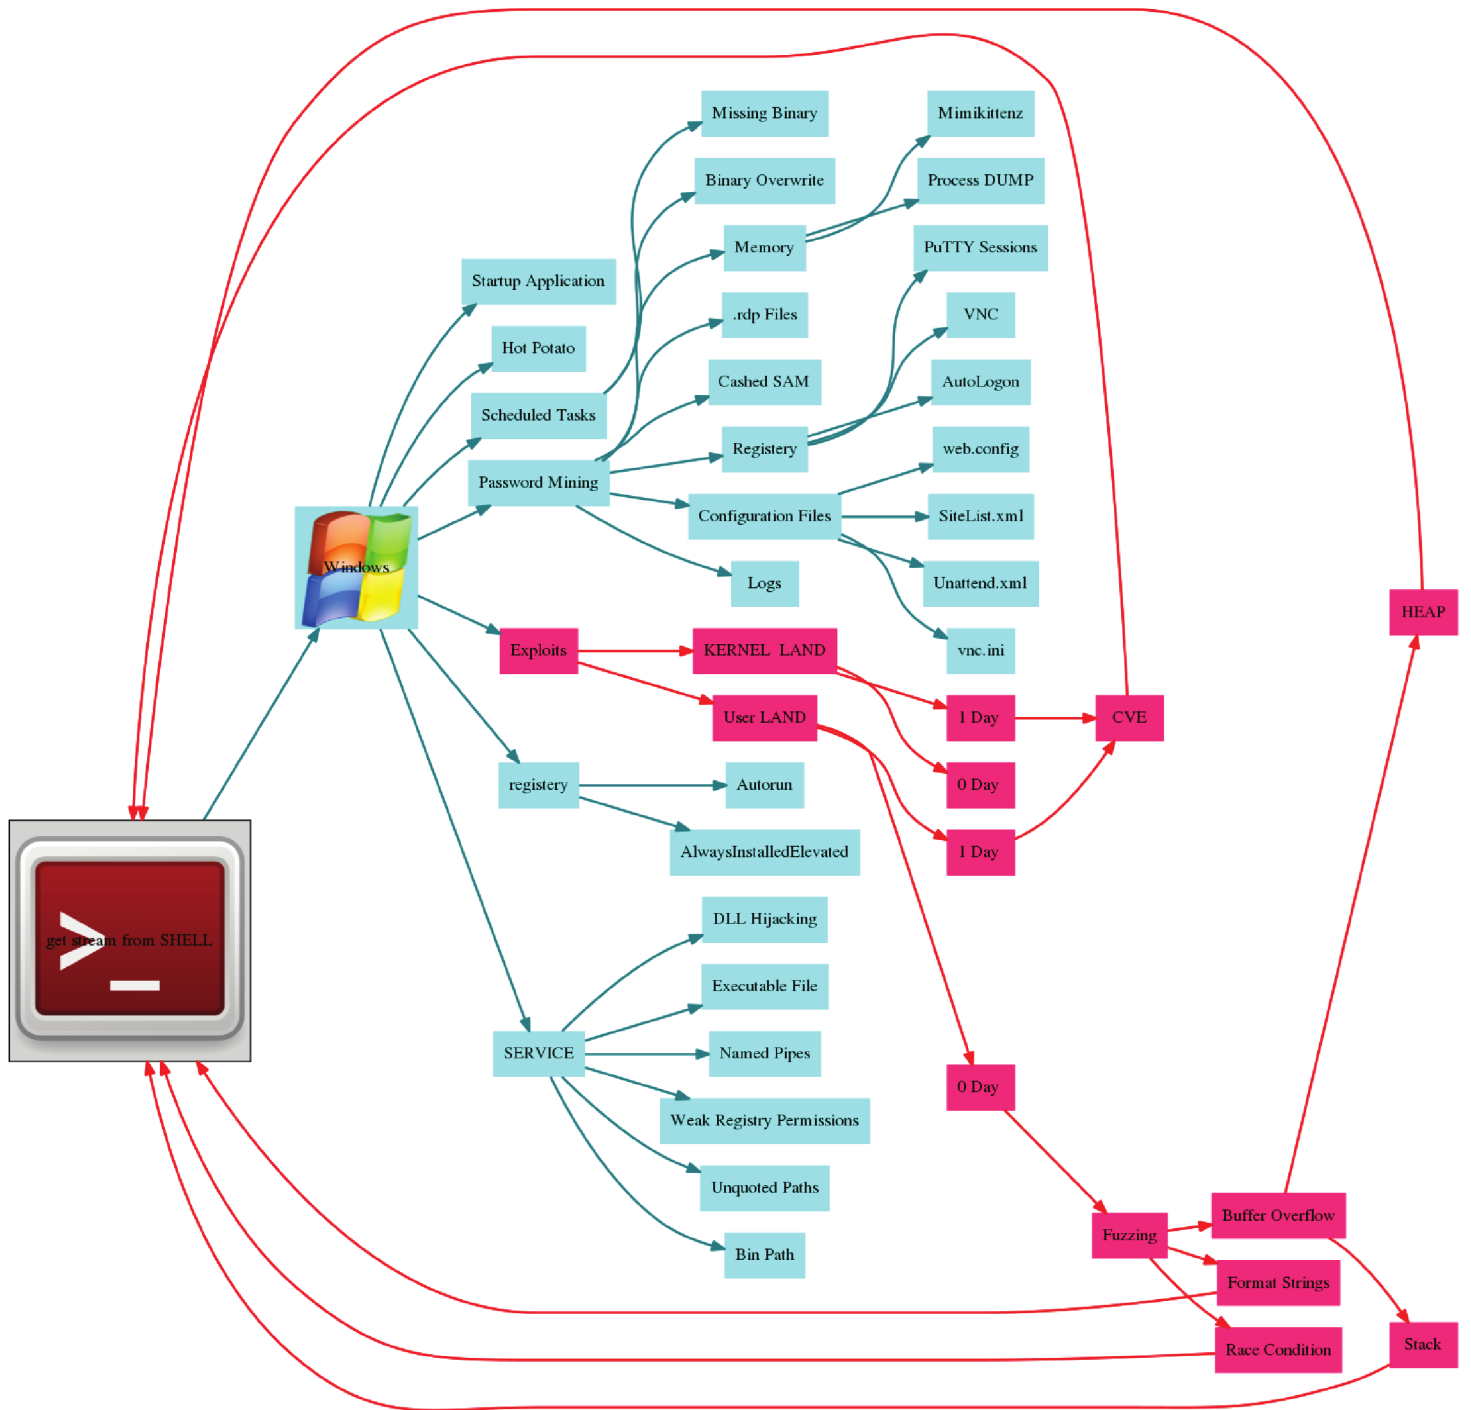 Missing Binary
Mimikittenz
Binary Overwrite
Process DUMP
Memory
PuTTY Sessions
Startup Application
.rdp Files
VNC
Hot Potato
Cashed SAM
AutoLogon
Scheduled Tasks
Registery
web.config
Password Mining
Configuration Files
SiteList.xml
Windows
Logs
Unattend.xml
HEAP
Exploits
KERNEL LAND
vnc.ini
User LAND
1 Day
CVE
registery
Autorun
0 Day
AlwaysInstalledElevated
1 Day
DLL Hijacking
get stream from SHELL
>_
Executable File
SERVICE
Named Pipes
0 Day
Weak Registry Permissions
Unquoted Paths
Buffer Overflow
Fuzzing
Bin Path
Format Strings
Race Condition
Stack